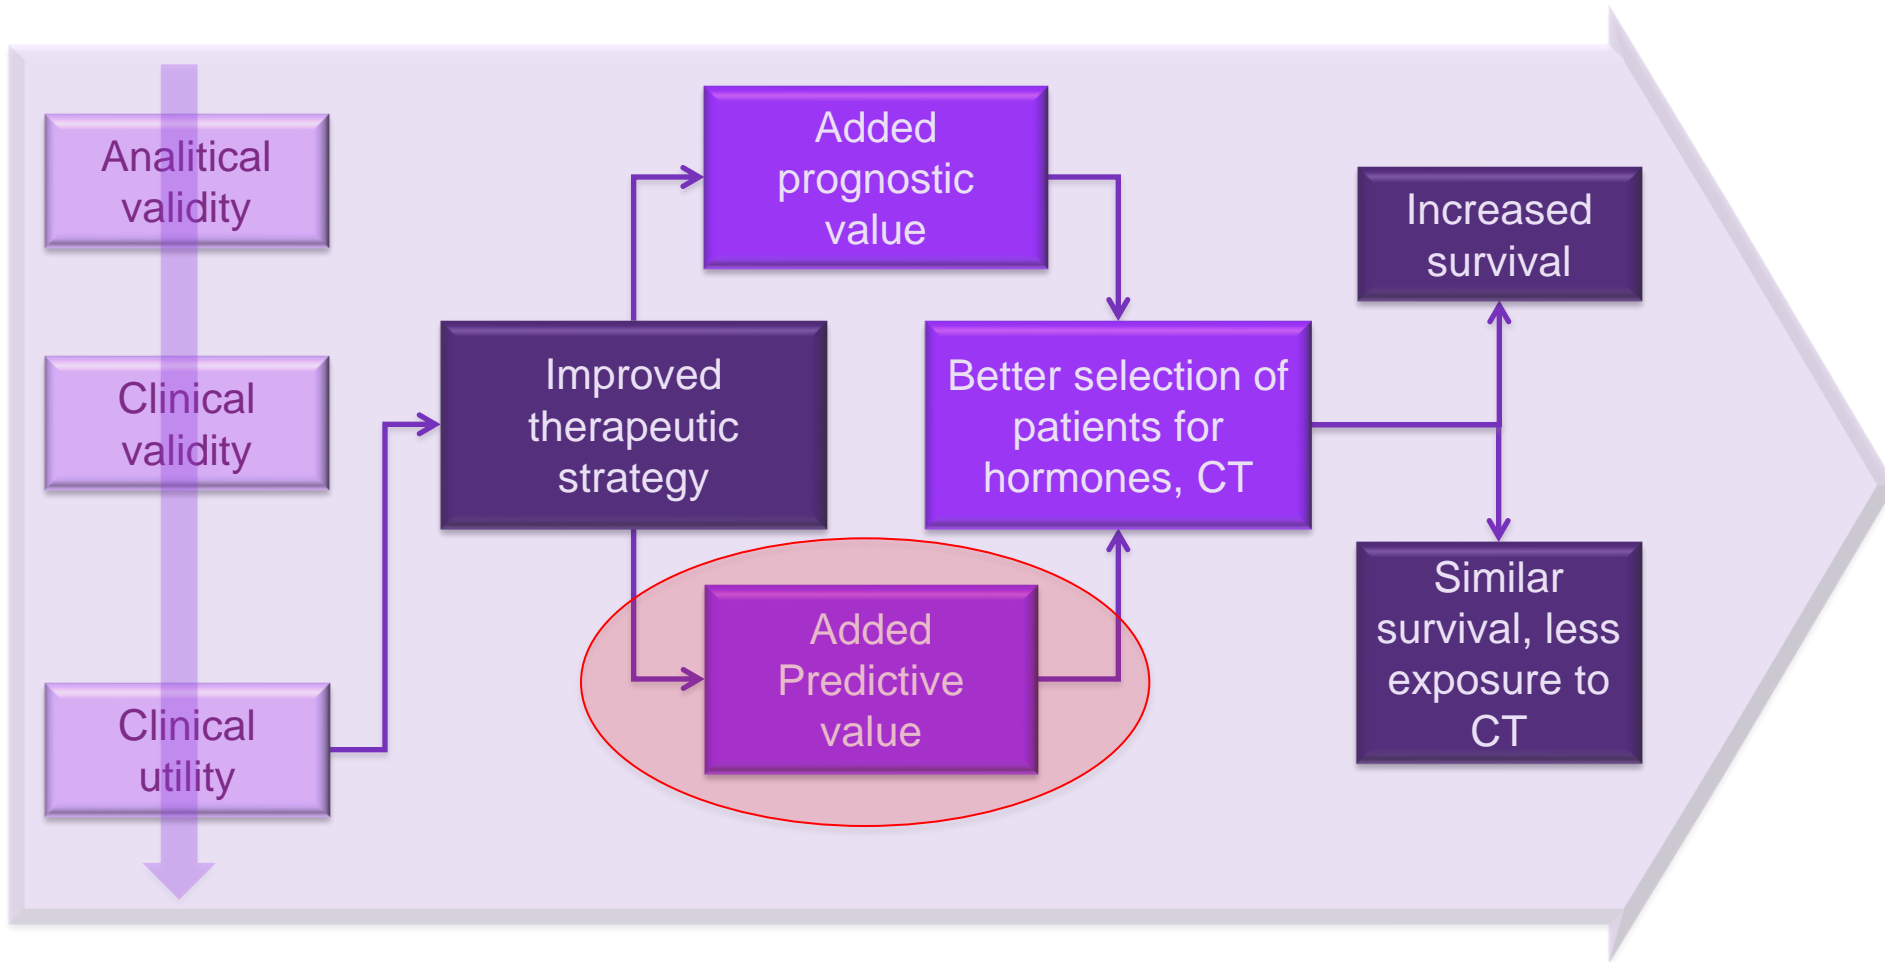 Analitical
validity
Clinical
validity
Clinical
utility
Improved
therapeutic
strategy
Added
prognostic
value
Added
Predictive
value
Better selection of
patients for
hormones, CT
Increased
survival
Similar
survival, less
exposure to
CT